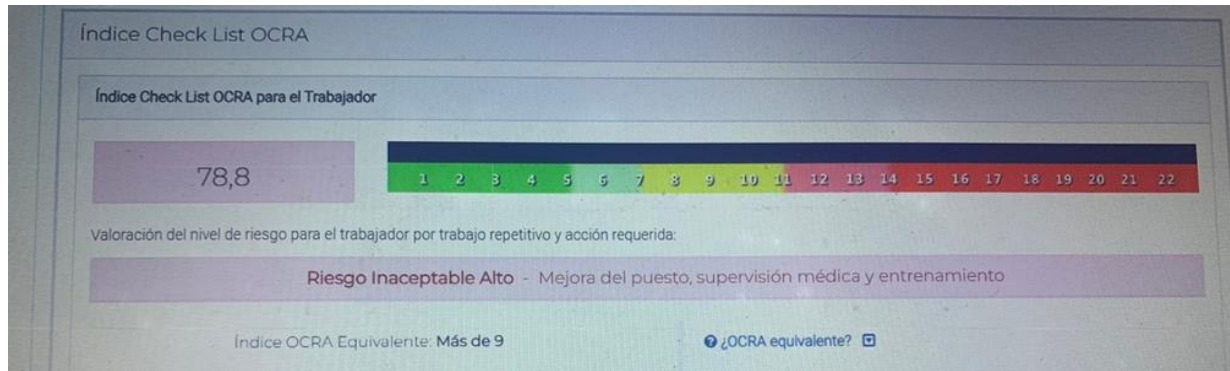 Índice Check List OCRA
Índice Check List OCRA para el Trabajador
78,8
1 2 3 4 5 6 7 8 9 10 11 12 13 14 15 16 17 18 19 20 21 22
Valoración del nivel de riesgo para el trabajador por trabajo repetitivo y acción requerida:
Riesgo Inaceptable Alto - Mejora del puesto, supervisión médica y entrenamiento
Índice OCRA Equivalente: Más de 9 ¿OCRA equivalente?